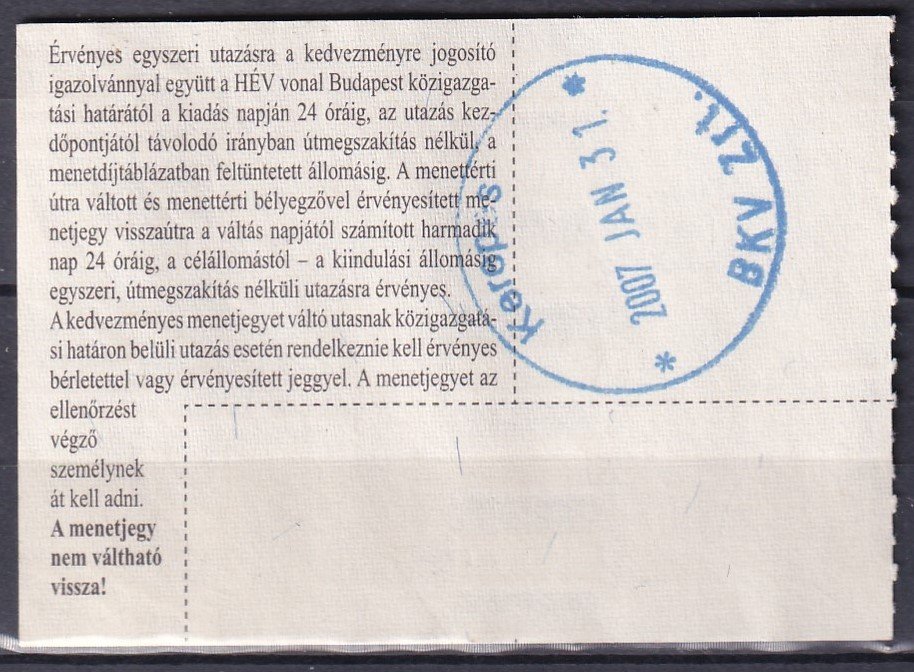 Érvényes egyszeri utazásra a kedvezményre jogosító
igazolvánnyal együtt a HÉV vonal Budapest közigazga-
tási határától a kiadás napján 24 óráig, az utazás kez-
dőpontjától távolodó irányban útmegszakítás nélkül, a
menetdíjtáblázatban feltüntetett állomásig. A menettérti
útra váltott és menettérti bélyegzővel érvényesített me-
netjegy visszaútra a váltás napjától számított harmadik
nap 24 óráig, a célállomástól – a kiindulási állomásig
egyszeri, útmegszakítás nélküli utazásra érvényes.
A kedvezményes menetjegyet váltó utasnak közigazgatá-
si határon belüli utazás esetén rendelkeznie kell érvényes
bérletettel vagy érvényesített jeggyel. A menetjegyet az
ellenőrzést
végző
személynek
át kell adni.
A menetjegy
nem váltható
vissza!
Kerepes
* 2007 JAN 31. *
BKV Zrt.